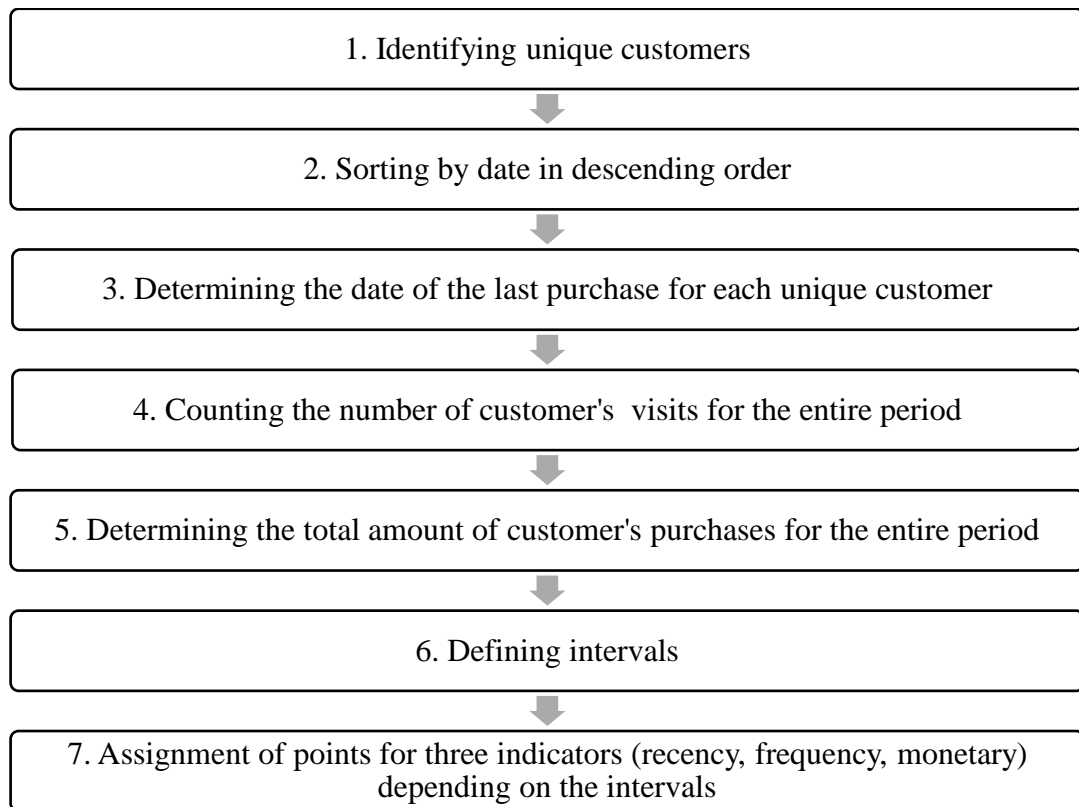 1. Identifying unique customers
2. Sorting by date in descending order
3. Determining the date of the last purchase for each unique customer
4. Counting the number of customer's  visits for the entire period
5. Determining the total amount of customer's purchases for the entire period
6. Defining intervals
7. Assignment of points for three indicators (recency, frequency, monetary)
depending on the intervals